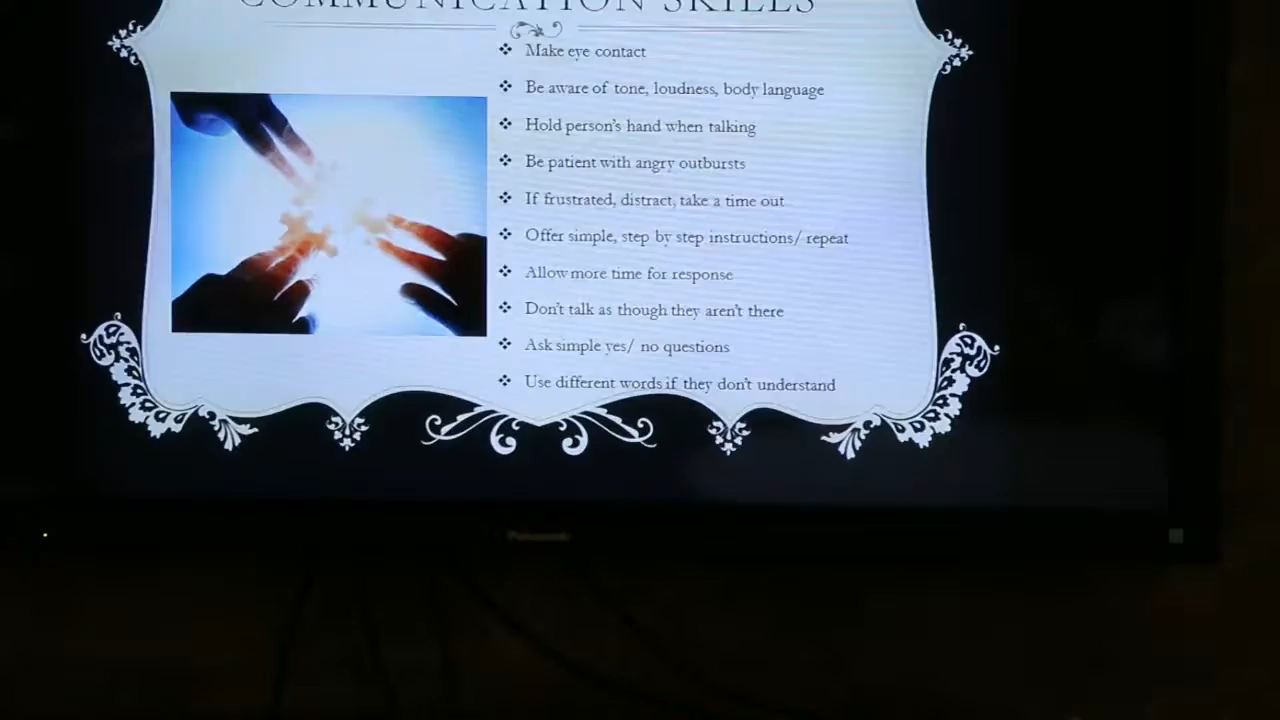 COMMUNICATION SKILLS
Make eye contact
Be aware of tone, loudness, body language
Hold person's hand when talking
Be patient with angry outbursts
If frustrated, distract, take a time out
Offer simple, step by step instructions/ repeat
Allow more time for response
Don't talk as though they aren't there
Ask simple yes/ no questions
Use different words if they don't understand
Panasonic